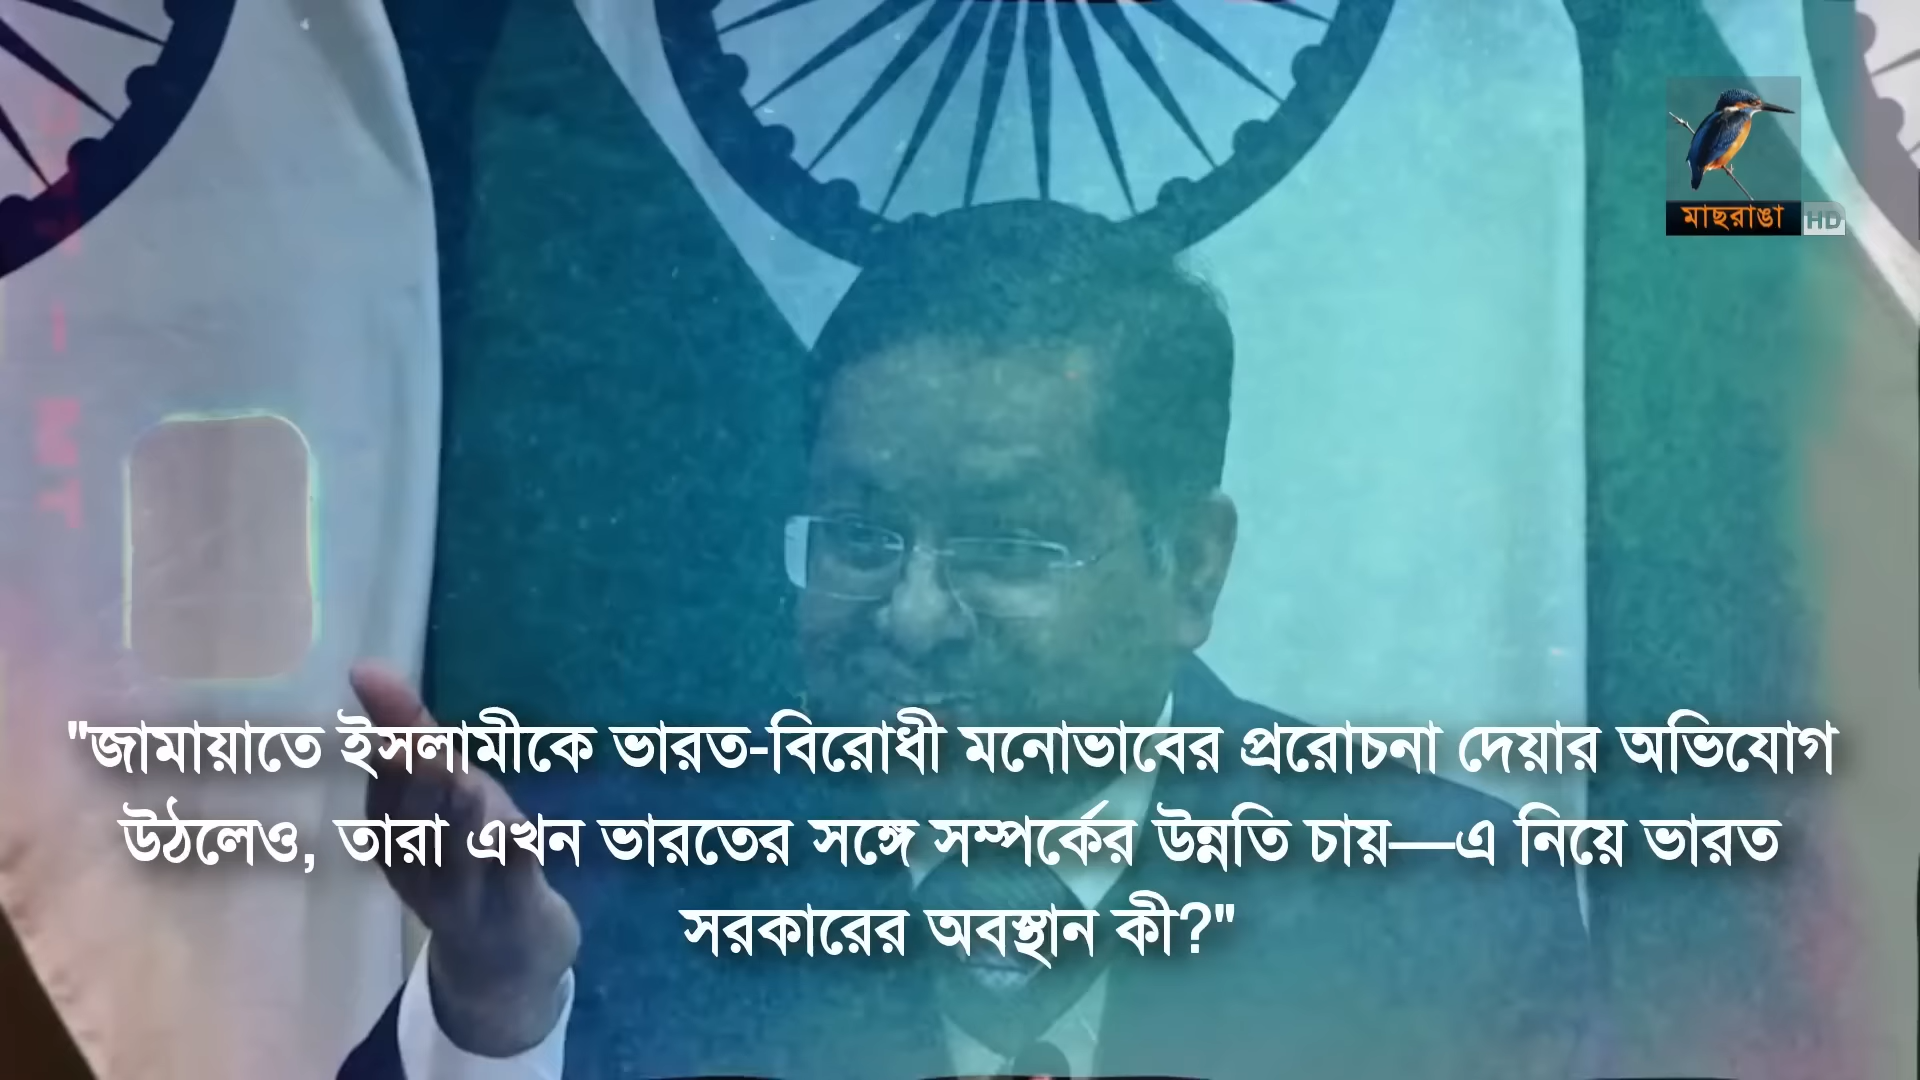 মাছরাঙা HD
"জামায়াতে ইসলামীকে ভারত-বিরোধী মনোভাবের প্ররোচনা দেয়ার অভিযোগ
উঠলেও, তারা এখন ভারতের সঙ্গে সম্পর্কের উন্নতি চায়—এ নিয়ে ভারত
সরকারের অবস্থান কী?"